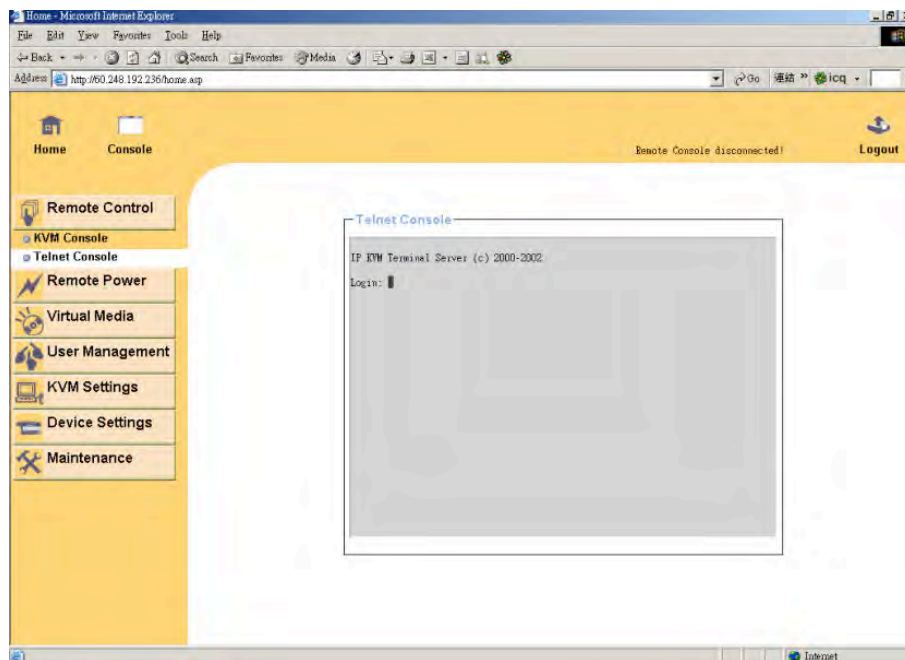 Home - Microsoft Internet Explorer
File Edit View Favorites Tools Help
Back Search Favorites Media
Address http://60.248.192.236/home.asp Go 連結 » icq
Home Console Remote Console disconnected! Logout
Remote Control
KVM Console
Telnet Console
Remote Power
Virtual Media
User Management
KVM Settings
Device Settings
Maintenance
Telnet Console
IP KVM Terminal Server (c) 2000-2002
Login:
Internet